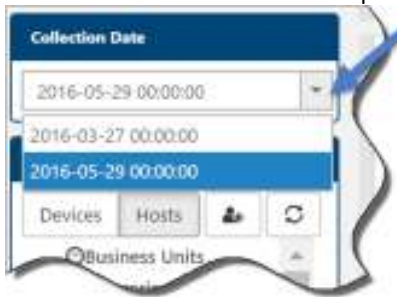 Collection Date
2016-05-29 00:00:00
2016-03-27 00:00:00
2016-05-29 00:00:00
Devices Hosts
Business Units